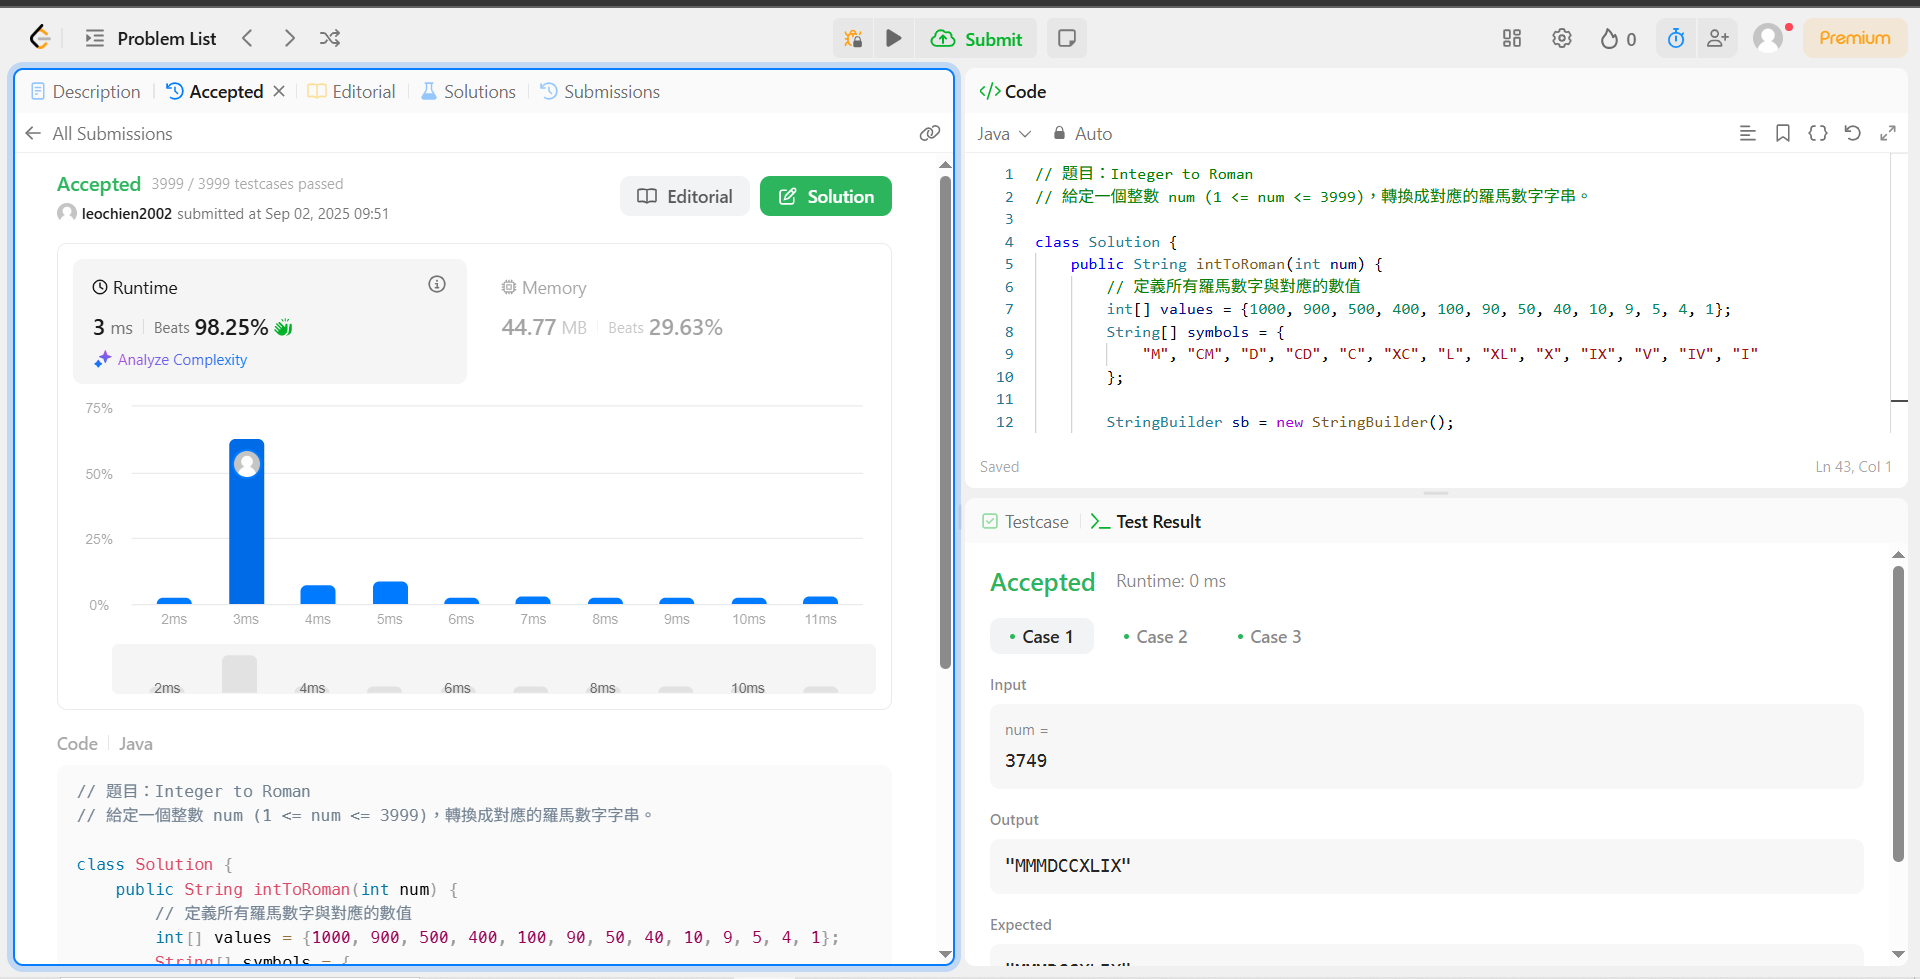 Problem List
Submit
0
Premium
Description
Accepted
Editorial
Solutions
Submissions
All Submissions
Accepted 3999 / 3999 testcases passed
leochien2002 submitted at Sep 02, 2025 09:51
Editorial
Solution
Runtime
3 ms Beats 98.25%
Analyze Complexity
Memory
44.77 MB Beats 29.63%
75%
50%
25%
0%
2ms 3ms 4ms 5ms 6ms 7ms 8ms 9ms 10ms 11ms
2ms 4ms 6ms 8ms 10ms
Code Java
// 題目：Integer to Roman
// 給定一個整數 num (1 <= num <= 3999)，轉換成對應的羅馬數字字串。
class Solution {
public String intToRoman(int num) {
// 定義所有羅馬數字與對應的數值
int[] values = {1000, 900, 500, 400, 100, 90, 50, 40, 10, 9, 5, 4, 1};
String[] symbols = {
Code
Java Auto
1 // 題目：Integer to Roman
2 // 給定一個整數 num (1 <= num <= 3999)，轉換成對應的羅馬數字字串。
3
4 class Solution {
5 public String intToRoman(int num) {
6 // 定義所有羅馬數字與對應的數值
7 int[] values = {1000, 900, 500, 400, 100, 90, 50, 40, 10, 9, 5, 4, 1};
8 String[] symbols = {
9 "M", "CM", "D", "CD", "C", "XC", "L", "XL", "X", "IX", "V", "IV", "I"
10 };
11
12 StringBuilder sb = new StringBuilder();
Saved
Ln 43, Col 1
Testcase
Test Result
Accepted Runtime: 0 ms
Case 1
Case 2
Case 3
Input
num =
3749
Output
"MMMDCCXLIX"
Expected
"MMMDCCXLIX"